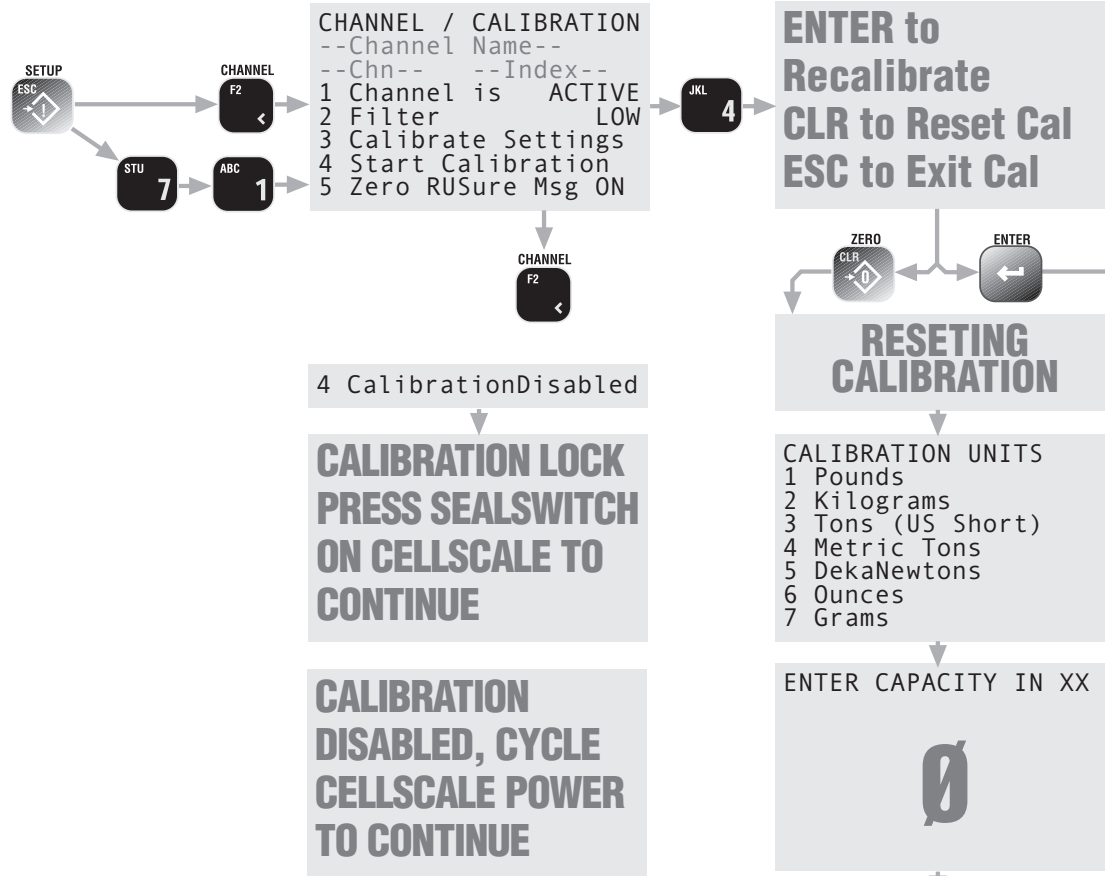 SETUP
ESC
CHANNEL
F2
<
STU
7
ABC
1
CHANNEL / CALIBRATION
--Channel Name--
--Chn-- --Index--
1 Channel is ACTIVE
2 Filter LOW
3 Calibrate Settings
4 Start Calibration
5 Zero RUSure Msg ON
CHANNEL
F2
<
JKL
4
ENTER to
Recalibrate
CLR to Reset Cal
ESC to Exit Cal
ZERO
CLR
0
ENTER
4 CalibrationDisabled
CALIBRATION LOCK
PRESS SEALSWITCH
ON CELLSCALE TO
CONTINUE
CALIBRATION
DISABLED, CYCLE
CELLSCALE POWER
TO CONTINUE
RESETING
CALIBRATION
CALIBRATION UNITS
1 Pounds
2 Kilograms
3 Tons (US Short)
4 Metric Tons
5 DekaNewtons
6 Ounces
7 Grams
ENTER CAPACITY IN XX
0